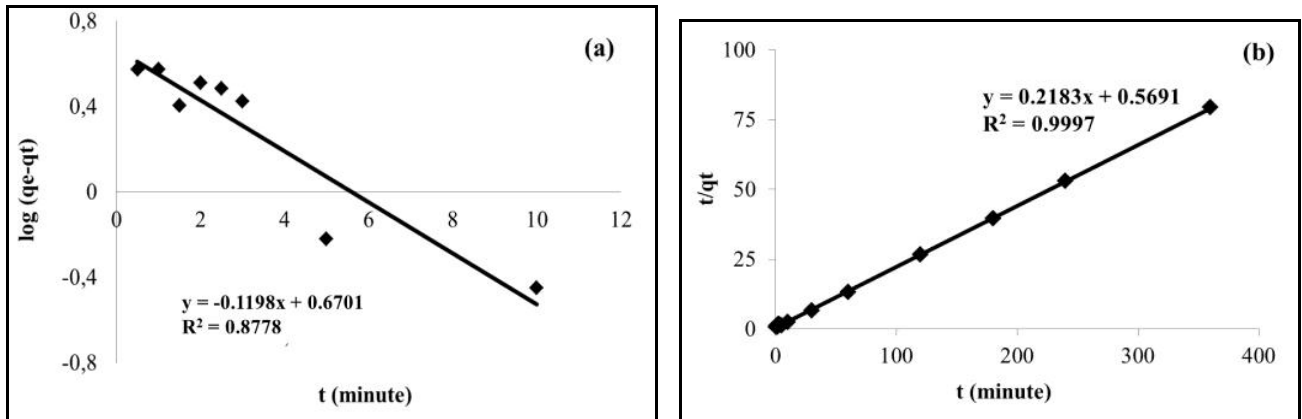 0,8
(a)
0,4
0
0 2 4 6 8 10 12
-0,4
y = -0.1198x + 0.6701
R² = 0.8778
-0,8
log (qe-qt)
t (minute)
100
(b)
y = 0.2183x + 0.5691
R² = 0.9997
75
50
25
0
0 100 200 300 400
t/qt
t (minute)